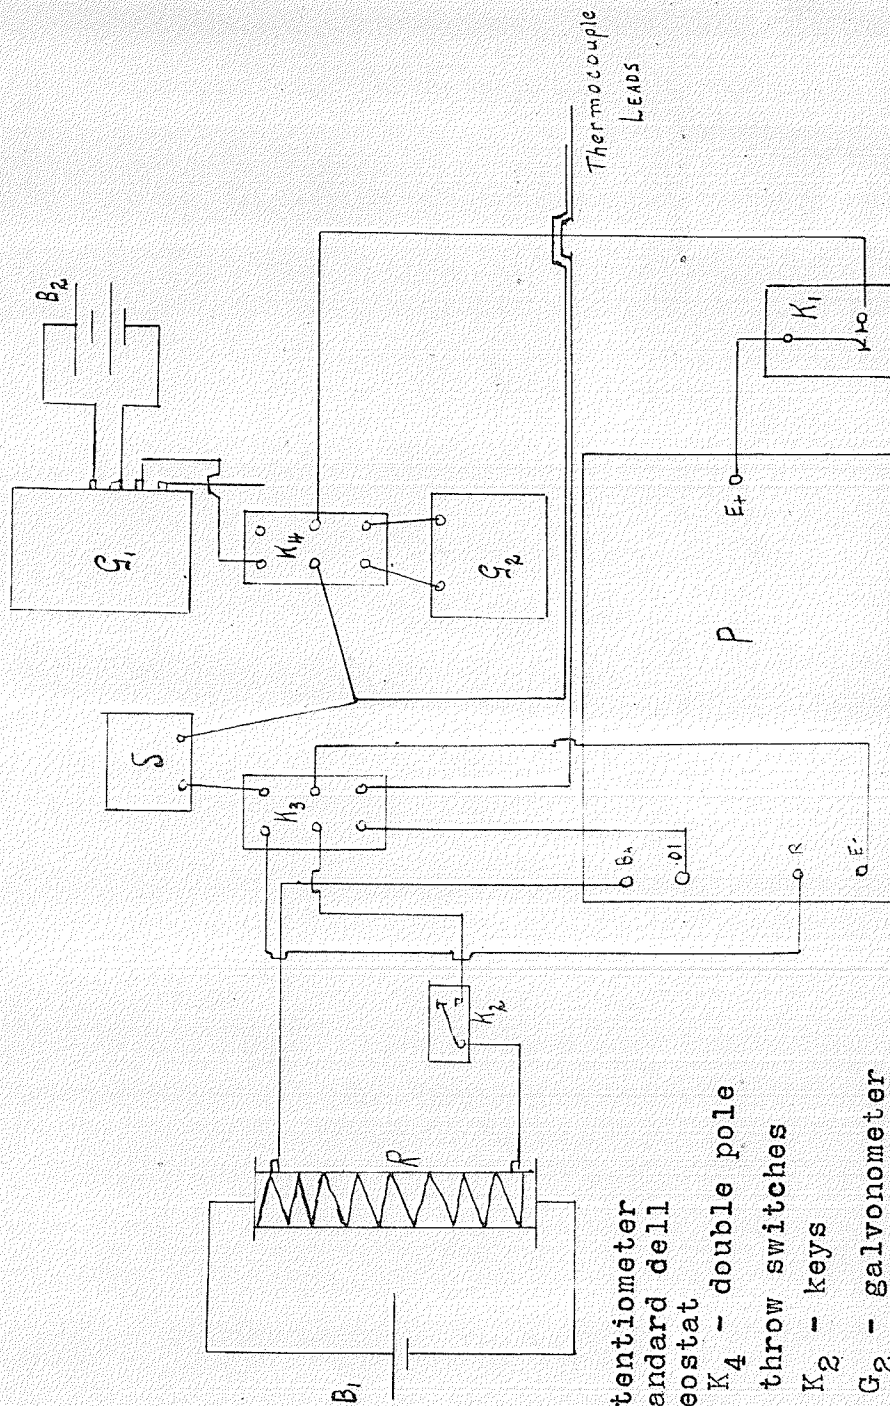 Thermocouple
LEADS
B₂
G₁
K₄
G₂
K₁
E+
P
S
K₃
BA
.01
R
E-
K₂
R
B₁
tentiometer
andard dell
eostat
K₄ - double pole
throw switches
K₂ - keys
G₂ - galvonometer